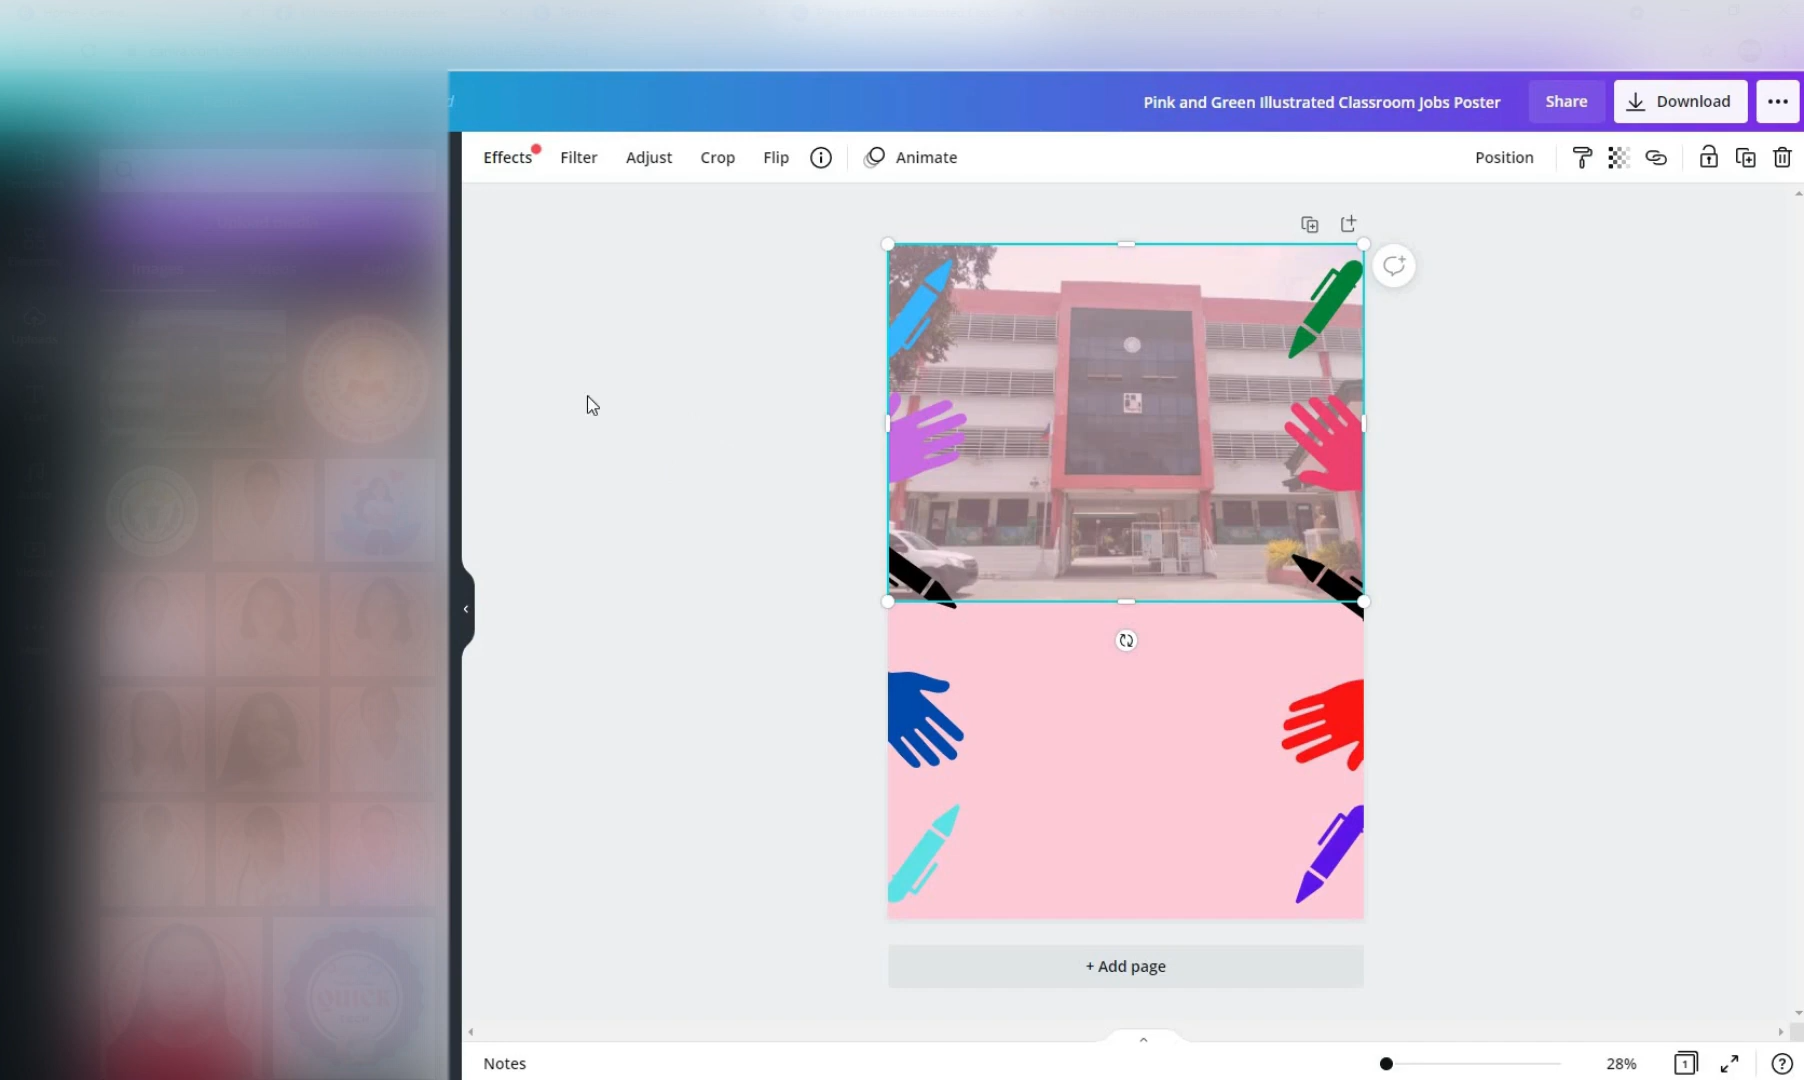 Pink and Green Illustrated Classroom Jobs Poster
Share
Download
Effects
Filter
Adjust
Crop
Flip
Animate
Position
+ Add page
Notes
28%
1